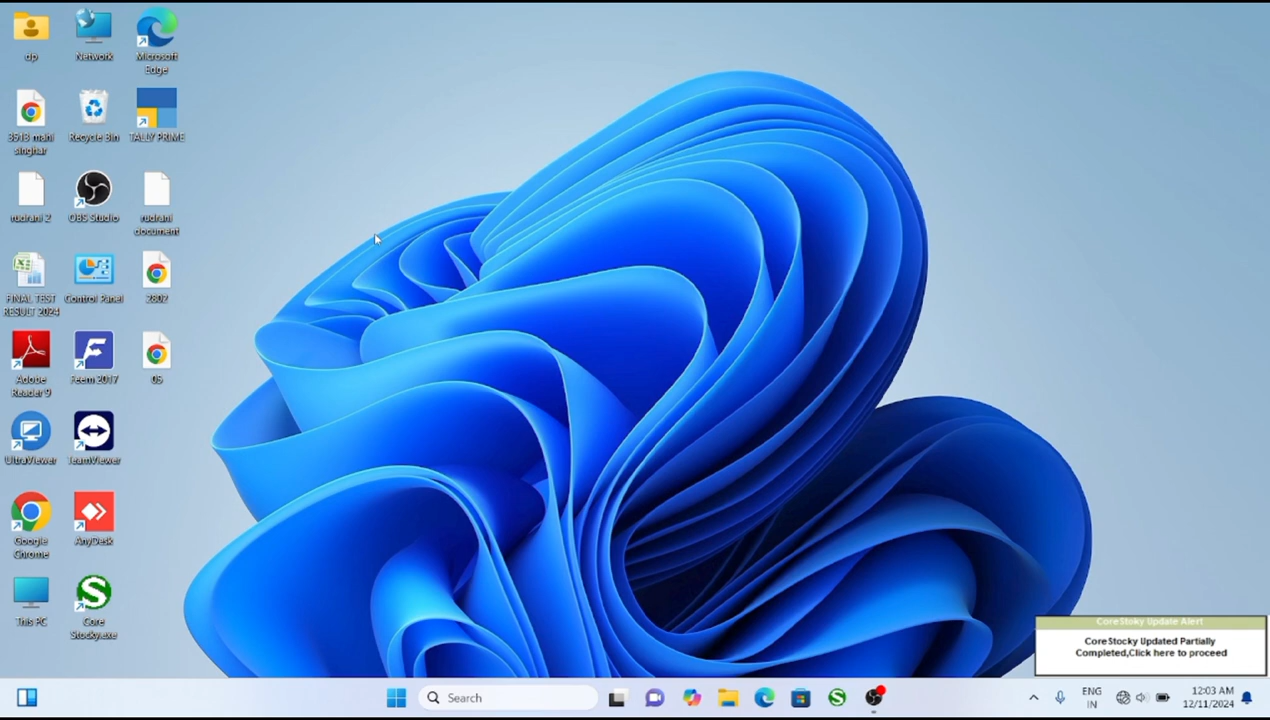 dp
Network
Microsoft
Edge
3513 mahi
singhar
Recycle Bin
TALLY PRIME
rudrani 2
OBS Studio
rudrani
document
FINAL TEST
RESULT 2024
Control Panel
2802
Adobe
Reader 9
Feem 2017
05
UltraViewer
TeamViewer
Google
Chrome
AnyDesk
This PC
Core
Stocky.exe
CoreStoky Update Alert
CoreStocky Updated Partially
Completed,Click here to proceed
Search
ENG
IN
12:03 AM
12/11/2024